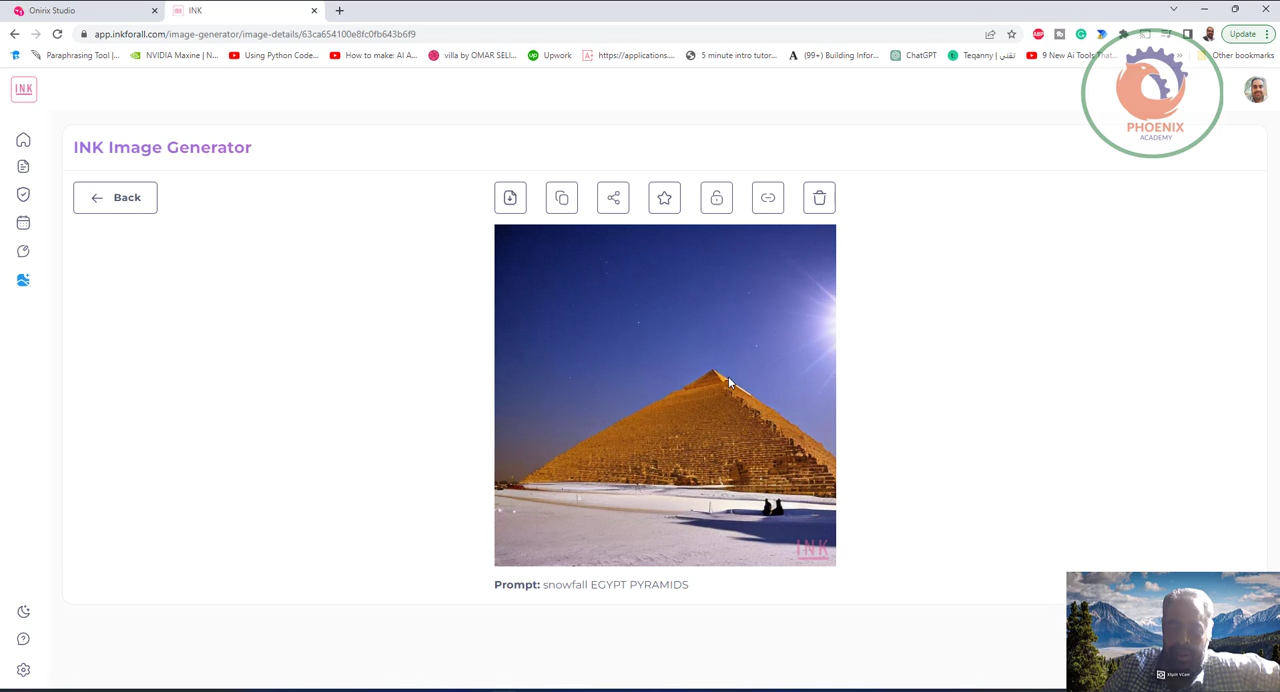 Onirix Studio
INK
app.inkforall.com/image-generator/image-details/63ca654100e8fc0fb643b6f9
Update
Paraphrasing Tool |...
NVIDIA Maxine | N...
Using Python Code...
How to make: AI A...
villa by OMAR SELI...
Upwork
https://applications....
5 minute intro tutor...
(99+) Building Infor...
ChatGPT
Teqanny | تقني
9 New Ai Tools That...
Other bookmarks
INK
PHOENIX
ACADEMY
INK Image Generator
Back
INK
Prompt: snowfall EGYPT PYRAMIDS
XSplit VCam